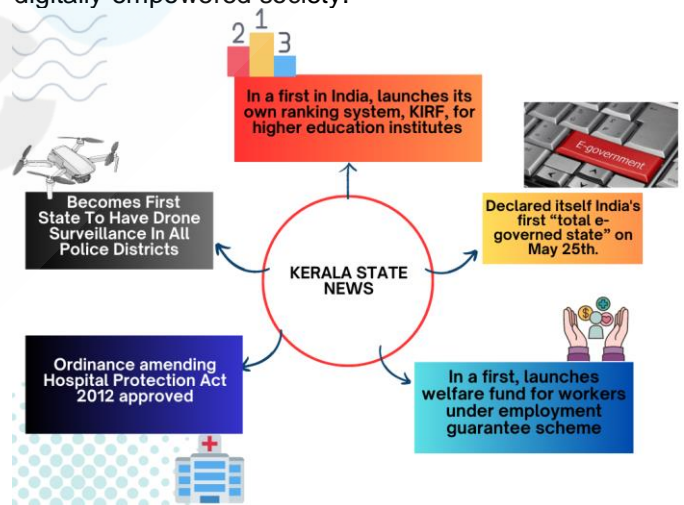 digitally-empowered society.
1
2
3
In a first in India, launches its
own ranking system, KIRF, for
higher education institutes
E-government
Becomes First
State To Have Drone
Surveillance In All
Police Districts
Declared itself India's
first “total e-
governed state” on
May 25th.
KERALA STATE
NEWS
Ordinance amending
Hospital Protection Act
2012 approved
In a first, launches
welfare fund for workers
under employment
guarantee scheme